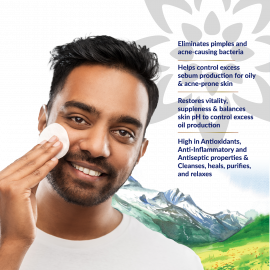 Eliminates pimples and
acne-causing bacteria
Helps control excess
sebum production for oily
& acne-prone skin
Restores vitality,
suppleness & balances
skin pH to control excess
oil production
High in Antioxidants,
Anti-Inflammatory and
Antiseptic properties &
Cleanses, heals, purifies,
and relaxes